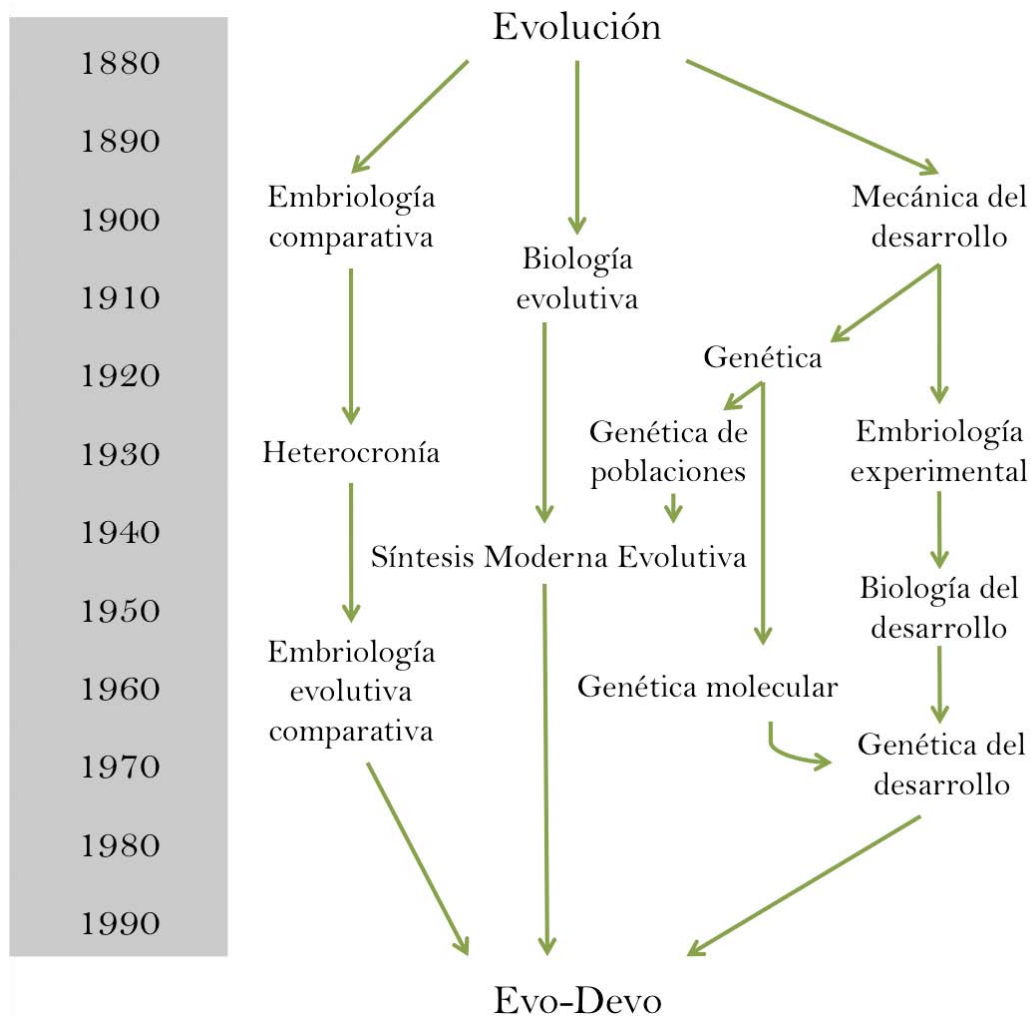 Evolución
1880
1890
1900
1910
1920
1930
1940
1950
1960
1970
1980
1990
Embriología
comparativa
Heterocronía
Embriología
evolutiva
comparativa
Biología
evolutiva
Síntesis Moderna Evolutiva
Mecánica del
desarrollo
Genética
Genética de
poblaciones
Genética molecular
Embriología
experimental
Biología del
desarrollo
Genética del
desarrollo
Evo-Devo